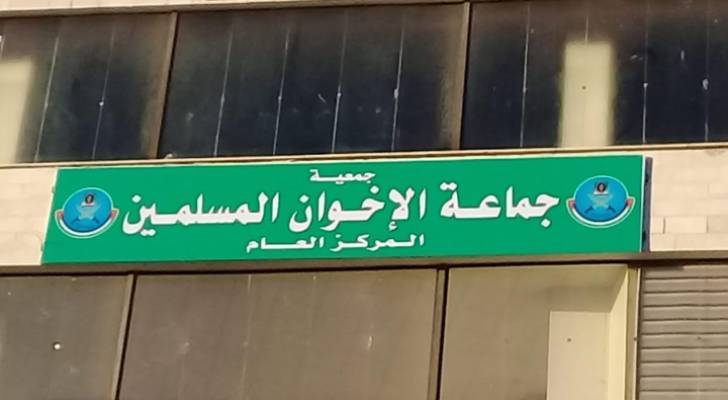 جمعية
جماعة الإخوان المسلمين
المركز العام